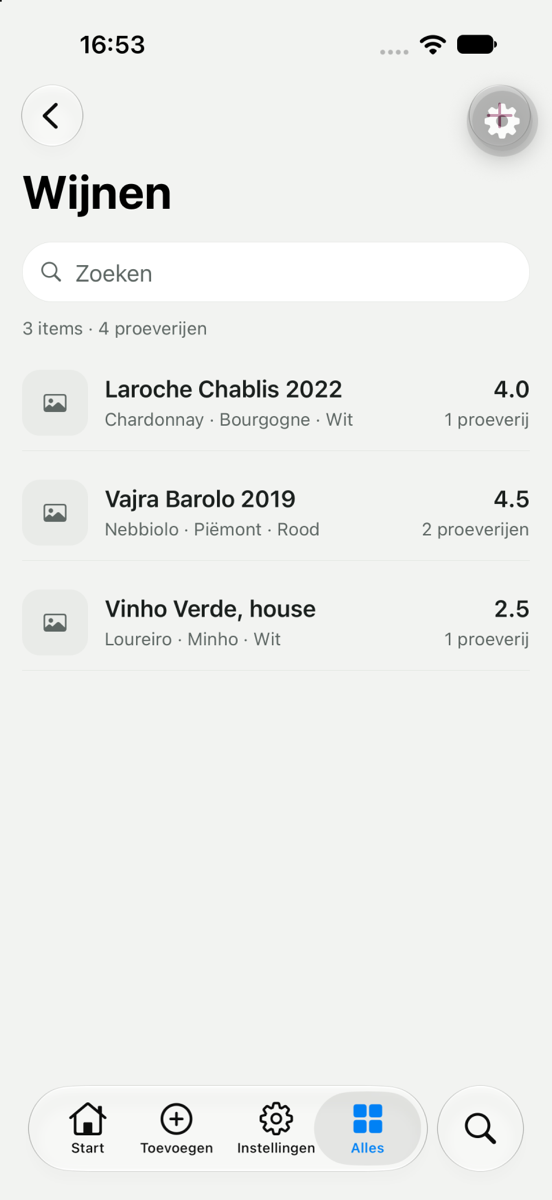 16:53
Wijnen
Zoeken
3 items · 4 proeverijen
Laroche Chablis 2022 4.0
Chardonnay · Bourgogne · Wit 1 proeverij
Vajra Barolo 2019 4.5
Nebbiolo · Piëmont · Rood 2 proeverijen
Vinho Verde, house 2.5
Loureiro · Minho · Wit 1 proeverij
Start Toevoegen Instellingen Alles